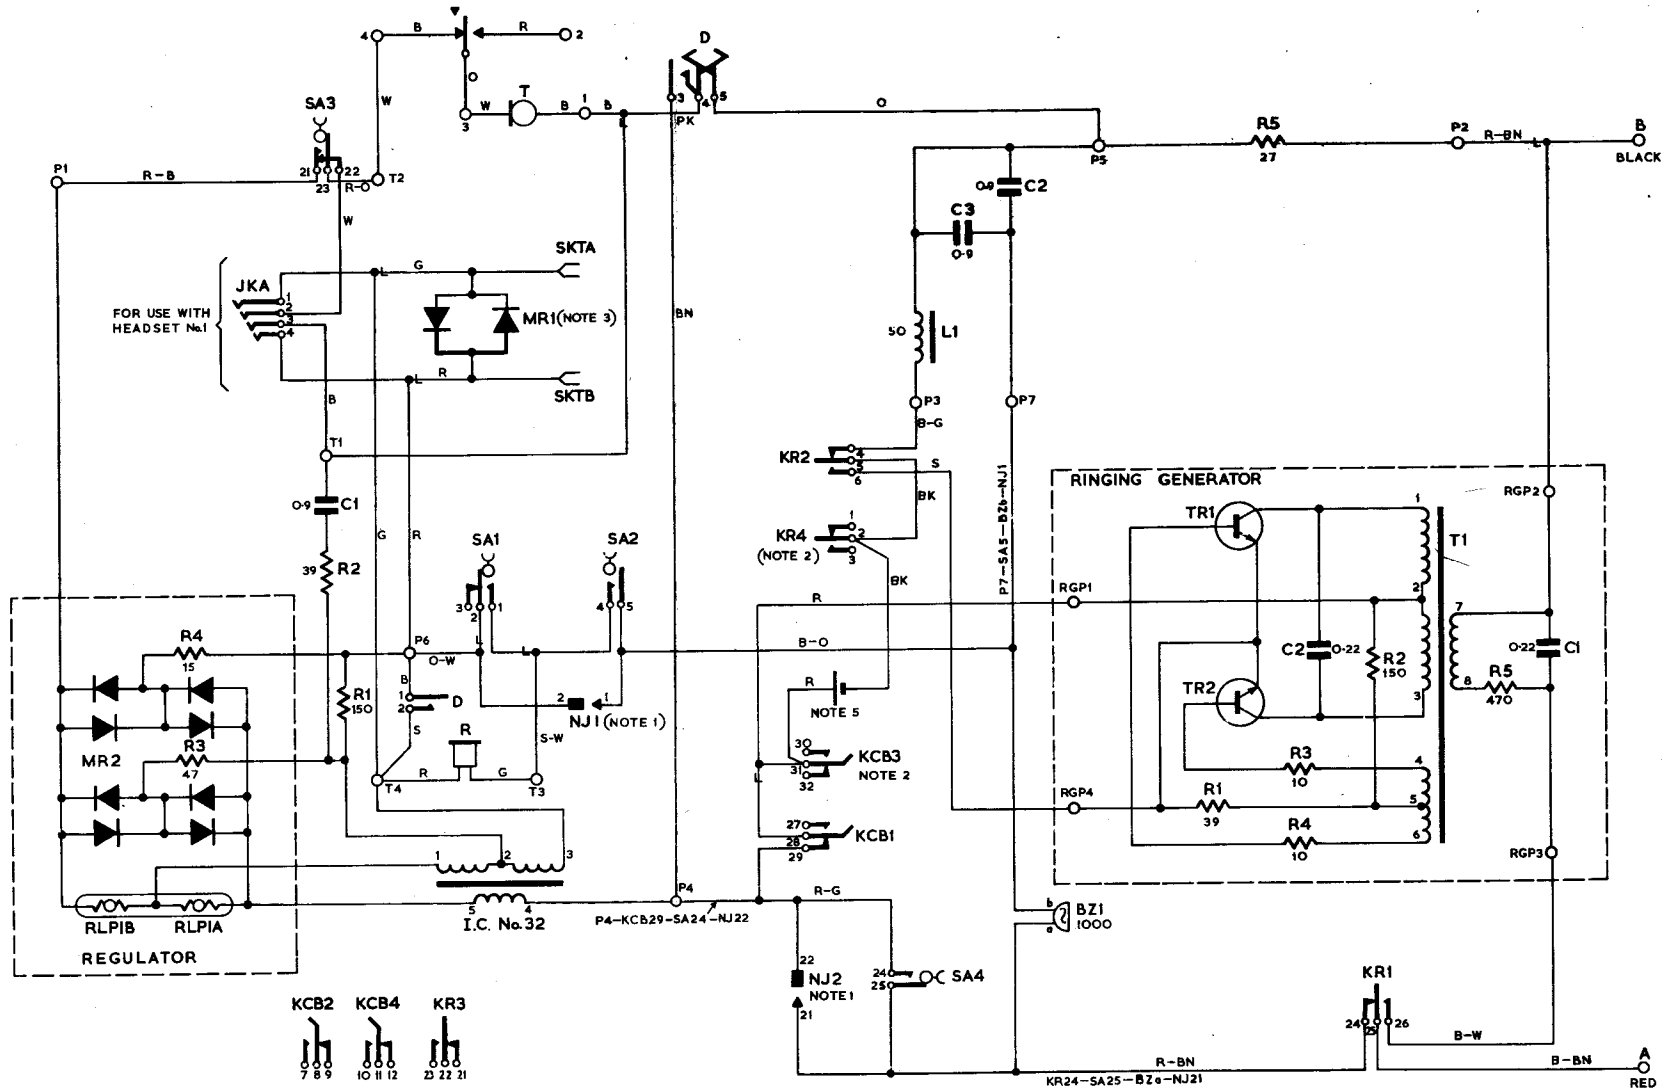 4 B R 2
O
W
SA3
3 W T B 1 B L
D
3 4 5
PK
O
P5
R5
27
P2
R-BN
L
B
BLACK
P1
R-B
21 22
23
R-O
T2
W
O-9 C2
C3
O-9
SKTA
L G
JKA
1
2
3
4
FOR USE WITH
HEADSET No.1
MR1(NOTE 3)
BN
50 L1
L R
SKTB
B
P3
B-G
P7
T1
KR2
4
5
6
S
BK
P7-SA5-BZb-NJ1
RINGING GENERATOR
RGP2
O-9 C1
G
R
KR4
(NOTE 2)
1
2
3
BK
TR1
1
T1
39 R2
SA1
3 2 1
SA2
4 5
R
RGP1
2
7
R4
15
P6
O-W
L
L
B-O
C2 O-22
R2
150
O-22 C1
R1
150
B
1
2
D
S
2 1
NJ1(NOTE 1)
R
NOTE 5
TR2
3
8
R5
470
MR2
R3
47
R
S-W
30
31
32
KCB3
NOTE 2
L
R3
10
4
T4
R
G
T3
RGP4
R1
39
5
27
28
29
KCB1
R4
10
6
RGP3
1 2 3
5 4
I.C. No.32
P4
P4-KCB29-SA24-NJ22
R-G
b
a
BZ1
1000
RLP1B RLP1A
REGULATOR
22
NJ2
NOTE 1
21
24
25
SA4
KR1
24 25 26
B-W
KCB2 KCB4 KR3
7 8 9 10 11 12 23 22 21
R-BN
KR24-SA25-BZa-NJ21
B-BN
A
RED